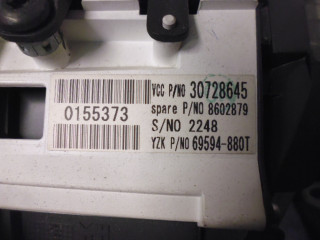 VCC P/NO 30728645
spare P/NO 8602879
0155373
S/NO 2248
YZK P/NO 69594-880T